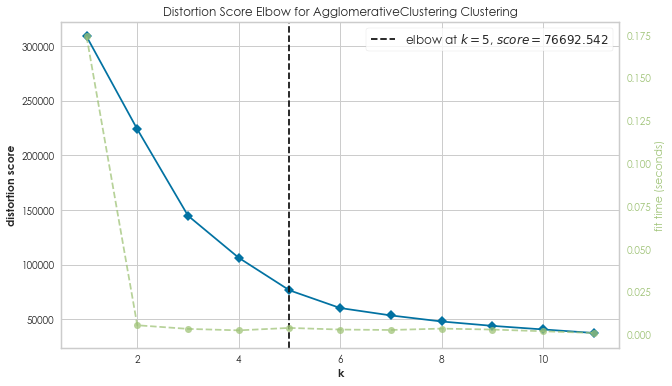 Distortion Score Elbow for AgglomerativeClustering Clustering
elbow at k = 5, score = 76692.542
300000
250000
200000
150000
100000
50000
distortion score
0.175
0.150
0.125
0.100
0.075
0.050
0.025
0.000
fit time (seconds)
2 4 6 8 10
k